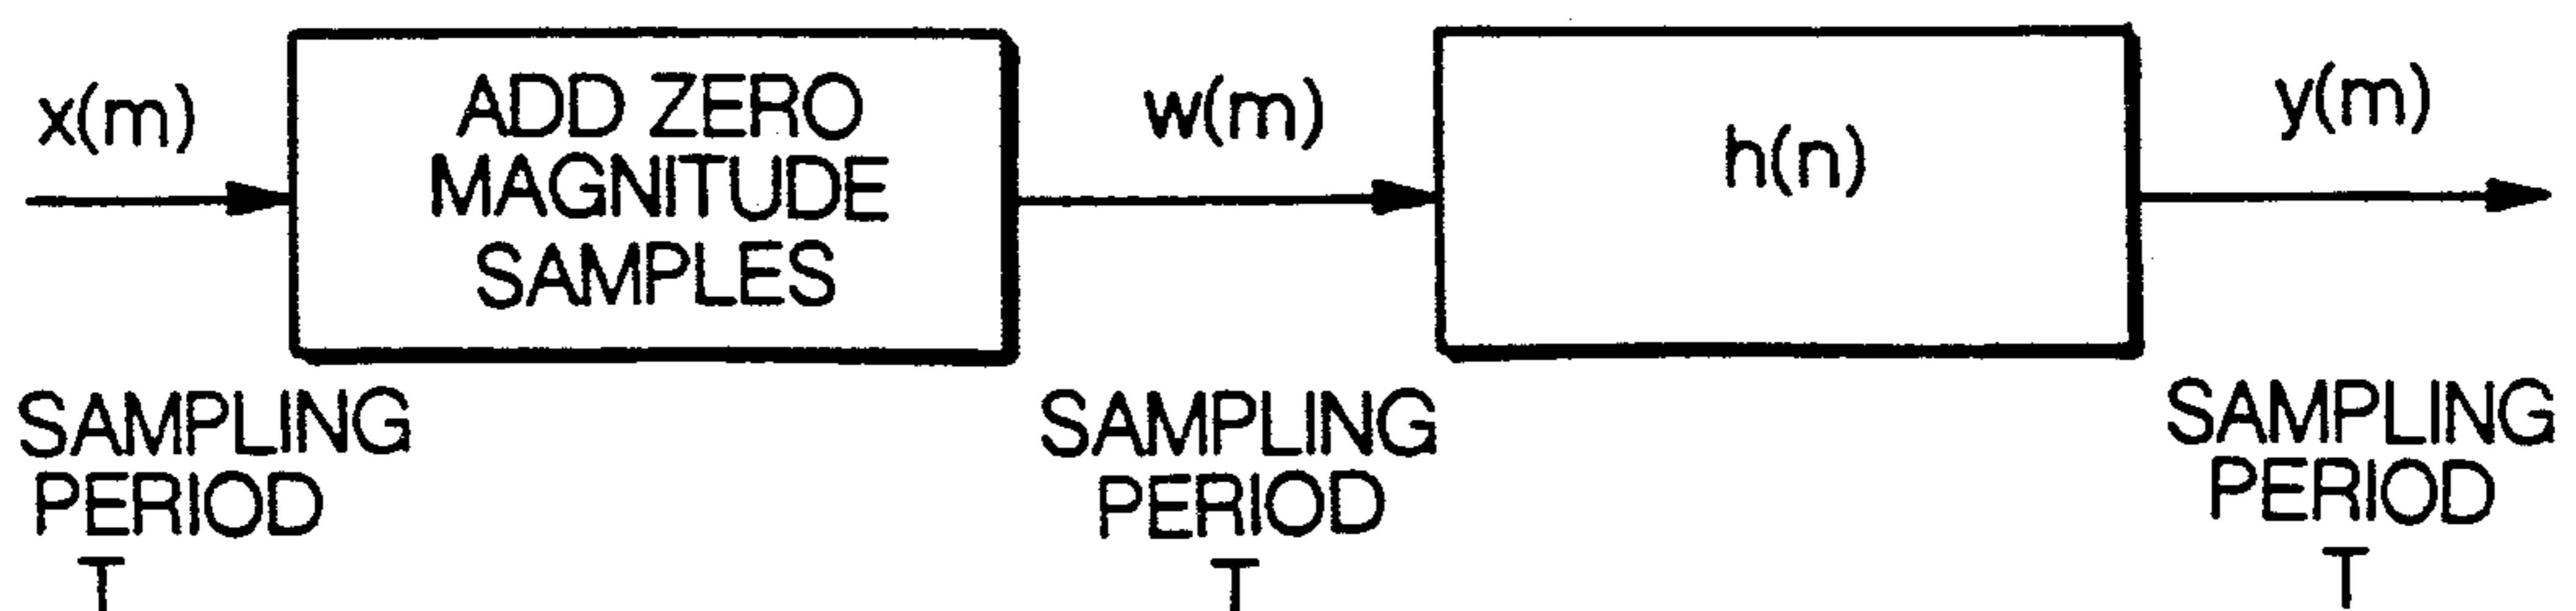 x(m)
ADD ZERO
MAGNITUDE
SAMPLES
w(m)
h(n)
y(m)
SAMPLING
PERIOD
T
SAMPLING
PERIOD
T
SAMPLING
PERIOD
T